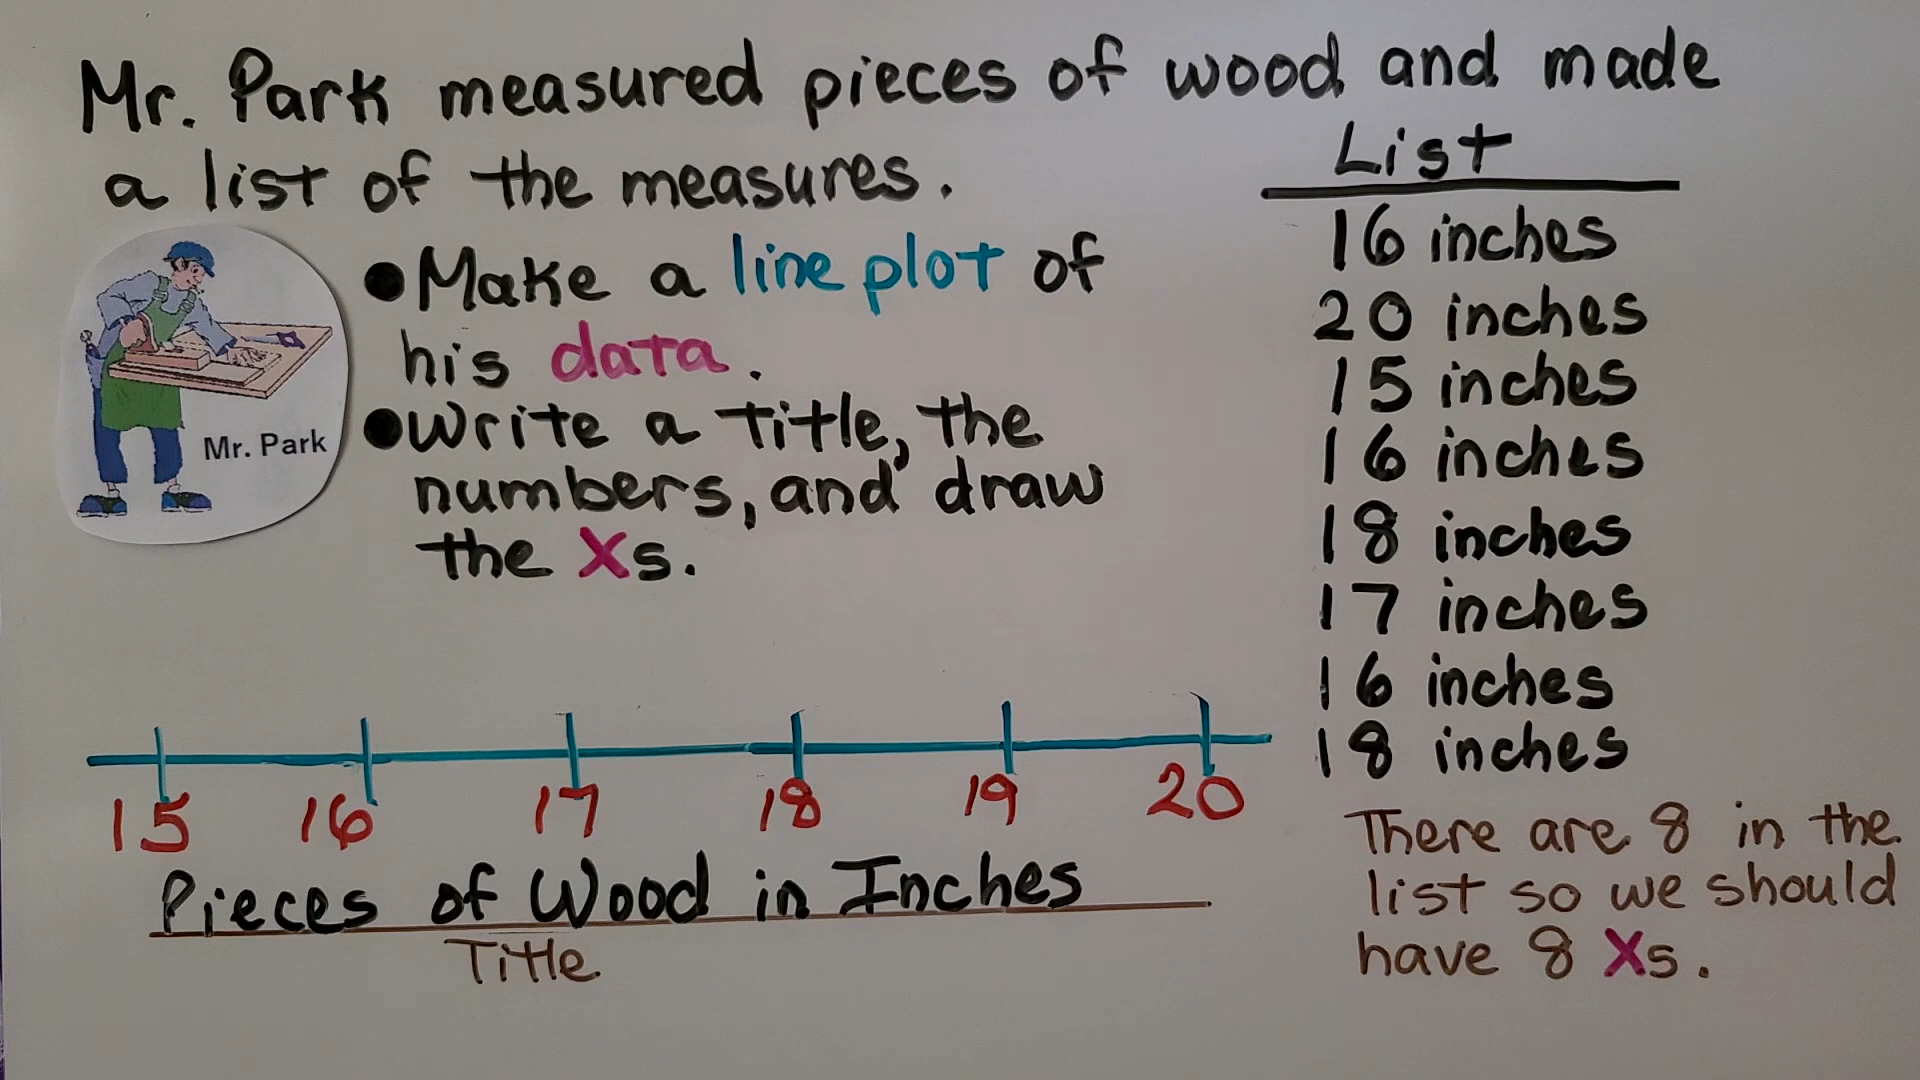 Mr. Park measured pieces of wood and made
a list of the measures.
Mr. Park
•Make a line plot of
his data.
•Write a title, the
numbers, and draw
the Xs.
List
16 inches
20 inches
15 inches
16 inches
18 inches
17 inches
16 inches
18 inches
There are 8 in the
list so we should
have 8 Xs.
15 16 17 18 19 20
Pieces of Wood in Inches
Title